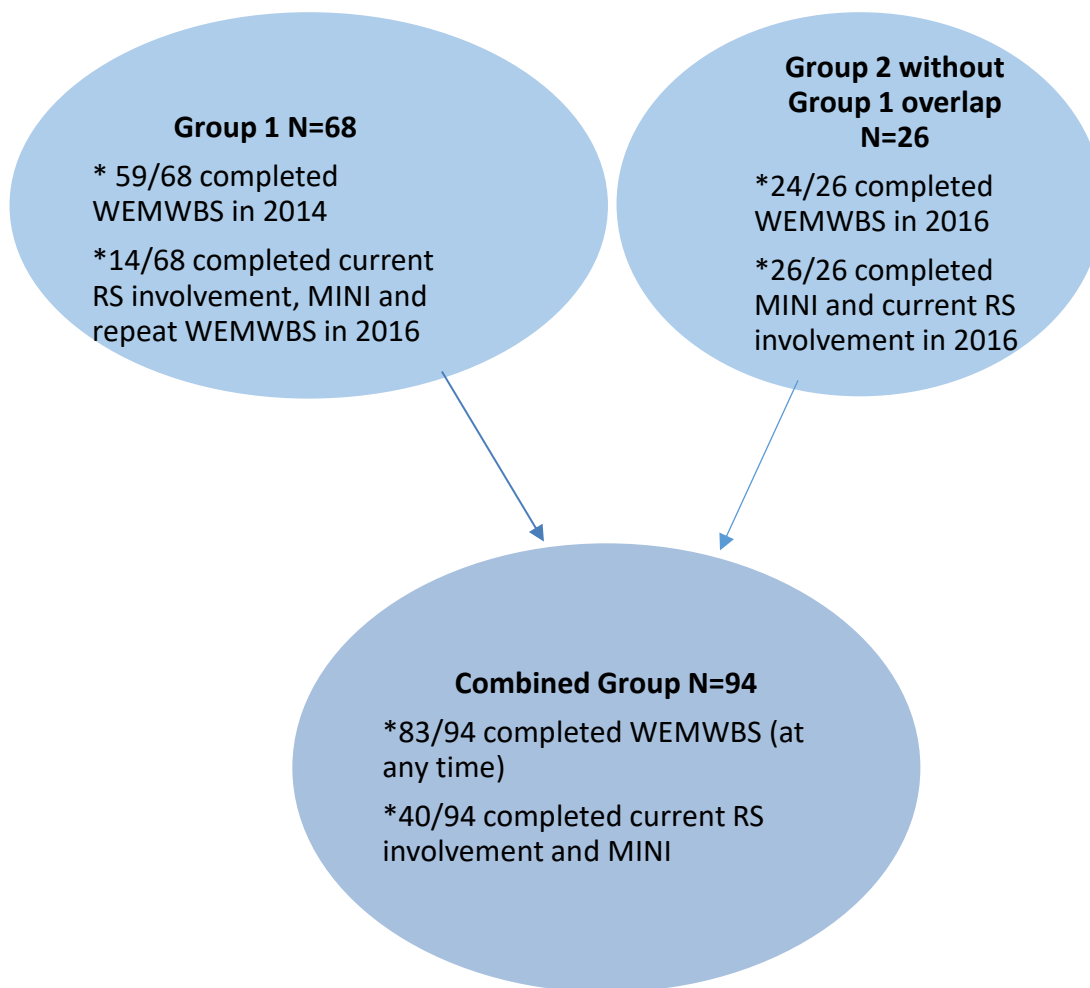 Group 1 N=68
* 59/68 completed
WEMWBS in 2014
*14/68 completed current
RS involvement, MINI and
repeat WEMWBS in 2016
Group 2 without
Group 1 overlap
N=26
*24/26 completed
WEMWBS in 2016
*26/26 completed
MINI and current RS
involvement in 2016
Combined Group N=94
*83/94 completed WEMWBS (at
any time)
*40/94 completed current RS
involvement and MINI